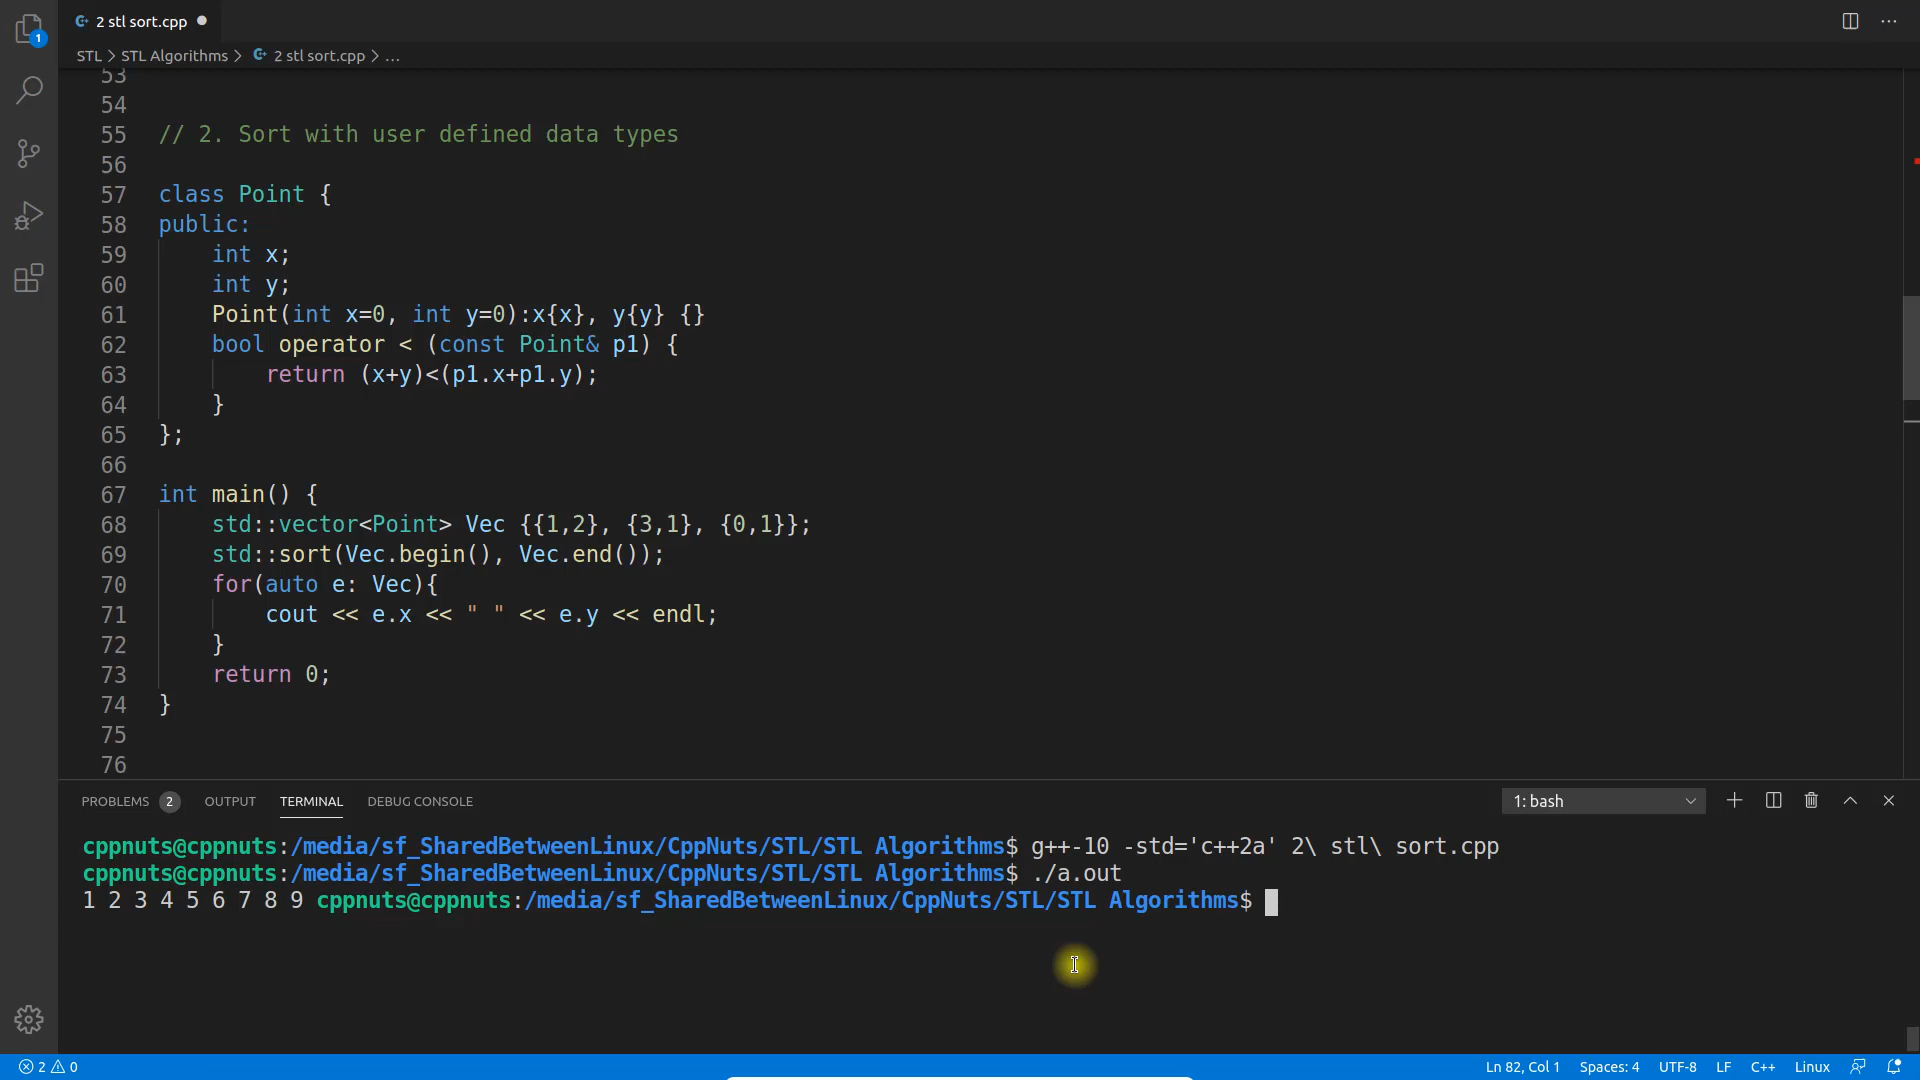 2 stl sort.cpp
1
STL > STL Algorithms > 2 stl sort.cpp > ...
53
54
55 // 2. Sort with user defined data types
56
57 class Point {
58 public:
59 int x;
60 int y;
61 Point(int x=0, int y=0):x{x}, y{y} {}
62 bool operator < (const Point& p1) {
63 return (x+y)<(p1.x+p1.y);
64 }
65 };
66
67 int main() {
68 std::vector<Point> Vec {{1,2}, {3,1}, {0,1}};
69 std::sort(Vec.begin(), Vec.end());
70 for(auto e: Vec){
71 cout << e.x << " " << e.y << endl;
72 }
73 return 0;
74 }
75
76
PROBLEMS 2 OUTPUT TERMINAL DEBUG CONSOLE 1: bash
cppnuts@cppnuts:/media/sf_SharedBetweenLinux/CppNuts/STL/STL Algorithms$ g++-10 -std='c++2a' 2\ stl\ sort.cpp
cppnuts@cppnuts:/media/sf_SharedBetweenLinux/CppNuts/STL/STL Algorithms$ ./a.out
1 2 3 4 5 6 7 8 9 cppnuts@cppnuts:/media/sf_SharedBetweenLinux/CppNuts/STL/STL Algorithms$
2 0 Ln 82, Col 1 Spaces: 4 UTF-8 LF C++ Linux